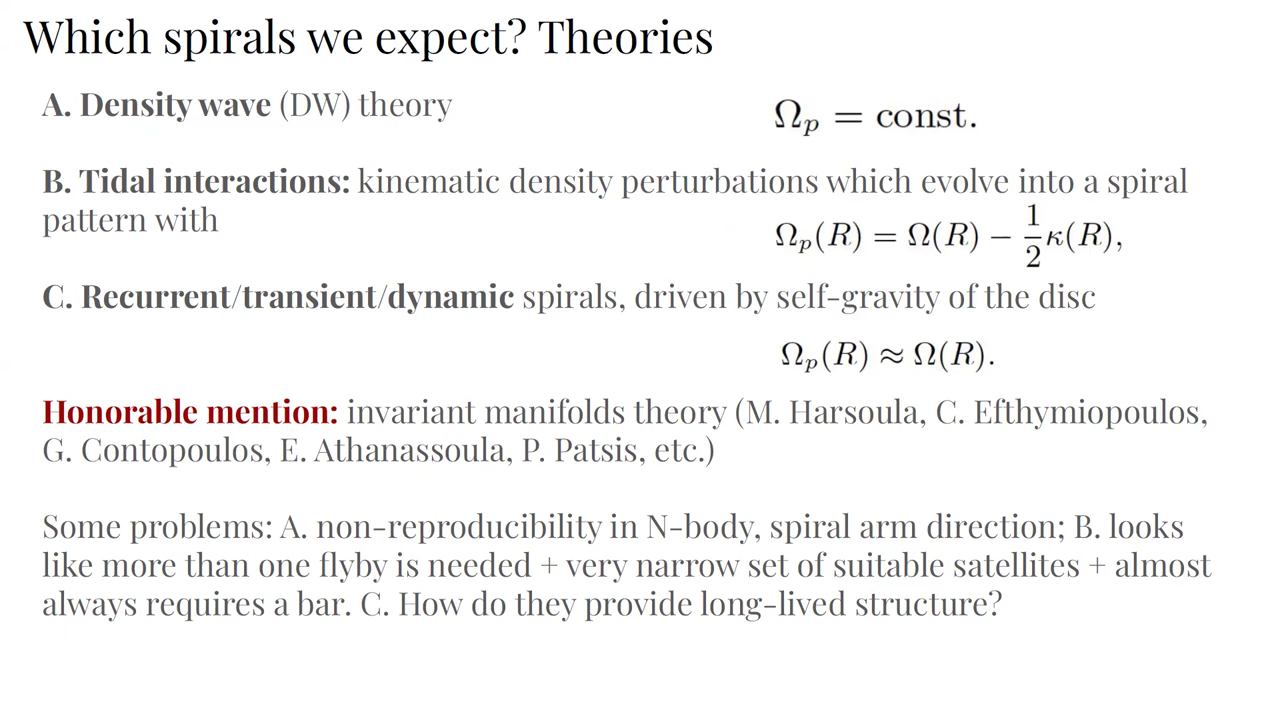 Which spirals we expect? Theories
A. Density wave (DW) theory
Ωₚ = const.
B. Tidal interactions: kinematic density perturbations which evolve into a spiral
pattern with
Ωₚ(R) = Ω(R) − 1/2 κ(R),
C. Recurrent/transient/dynamic spirals, driven by self-gravity of the disc
Ωₚ(R) ≈ Ω(R).
Honorable mention: invariant manifolds theory (M. Harsoula, C. Efthymiopoulos,
G. Contopoulos, E. Athanassoula, P. Patsis, etc.)
Some problems: A. non-reproducibility in N-body, spiral arm direction; B. looks
like more than one flyby is needed + very narrow set of suitable satellites + almost
always requires a bar. C. How do they provide long-lived structure?